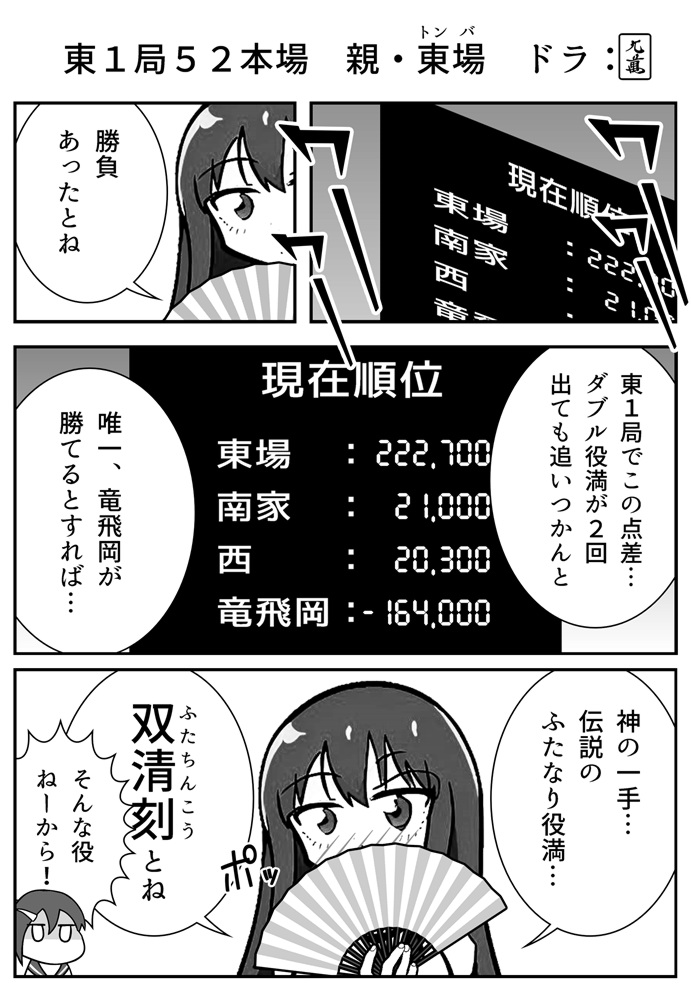 東１局５２本場　親・東場　ドラ：九萬
トンバ
現在順位
東場
南家
西
竜
：222,
：21,0
勝負
あったとね
東１局でこの点差…
ダブル役満が２回
出ても追いつかんと
現在順位
東場：222,700
南家：21,000
西：20,300
竜飛岡：-164,000
唯一、竜飛岡が
勝てるとすれば…
神の一手…
伝説の
ふたなり役満…
双清刻とね
ふたちんこう
ポッ
そんな役
ねーから！